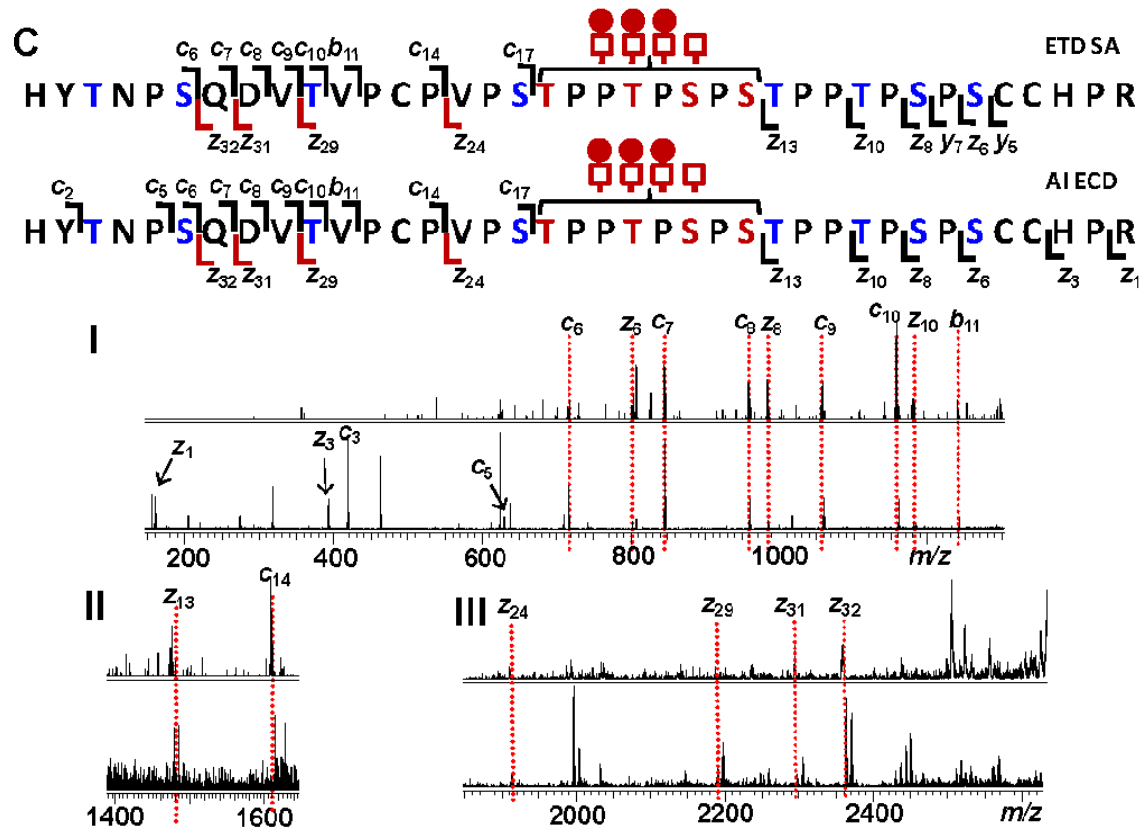 C
c6 c7 c8 c9 c10 b11 c14 c17 ETD SA
H Y T N P S Q D V T V P C P V P S T P P T P S P S T P P T P S P S C C H P R
z32 z31 z29 z24 z13 z10 z8 y7 z6 y5
c2 c5 c6 c7 c8 c9 c10 b11 c14 c17 AI ECD
H Y T N P S Q D V T V P C P V P S T P P T P S P S T P P T P S P S C C H P R
z32 z31 z29 z24 z13 z10 z8 z6 z3 z1
I
c6 z6 c7 c8 z8 c9 c10 z10 b11
z1 z3 c3 c5
200 400 600 800 1000 m/z
II
z13 c14
1400 1600
III
z24 z29 z31 z32
2000 2200 2400 m/z